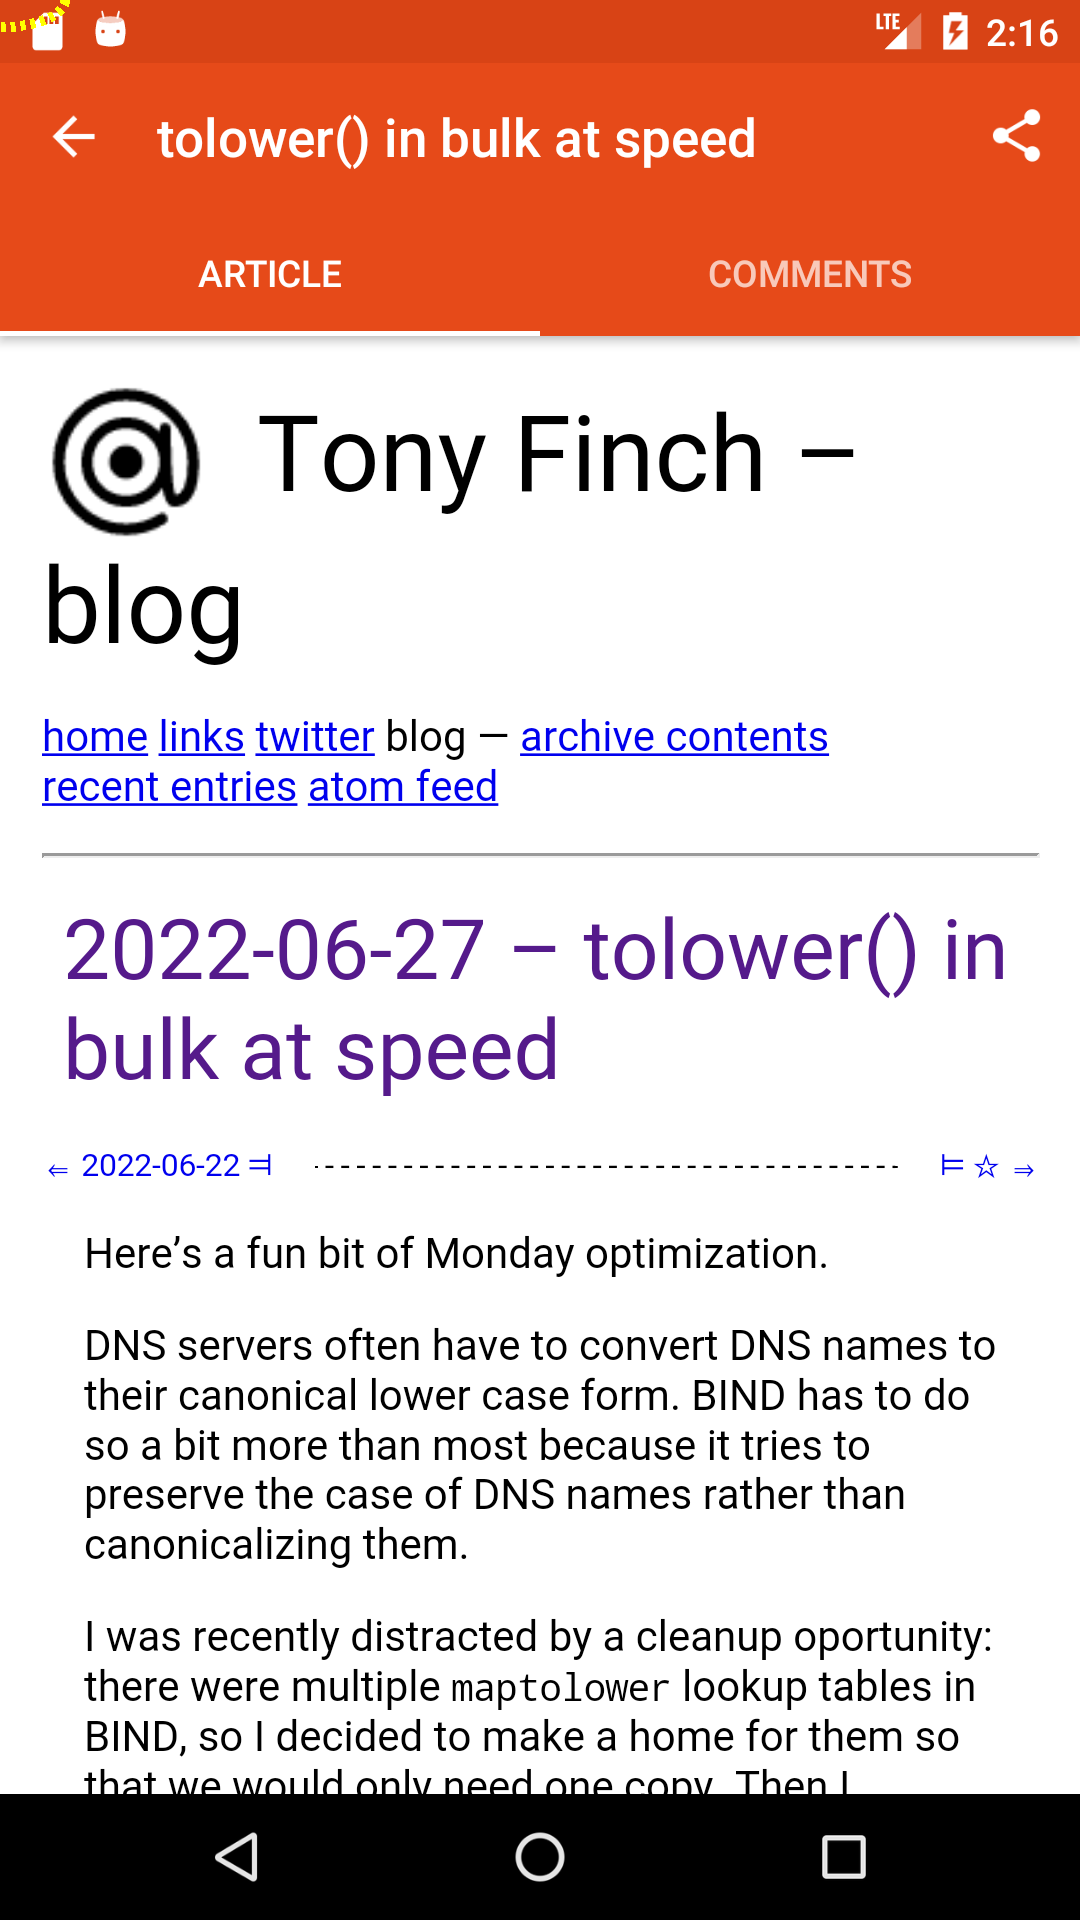 LTE 2:16
tolower() in bulk at speed
ARTICLE COMMENTS
Tony Finch –
blog
home links twitter blog — archive contents
recent entries atom feed
2022-06-27 – tolower() in
bulk at speed
⇐ 2022-06-22 ⫤ ⊨ ☆ ⇒
Here’s a fun bit of Monday optimization.
DNS servers often have to convert DNS names to
their canonical lower case form. BIND has to do
so a bit more than most because it tries to
preserve the case of DNS names rather than
canonicalizing them.
I was recently distracted by a cleanup oportunity:
there were multiple maptolower lookup tables in
BIND, so I decided to make a home for them so
that we would only need one copy. Then I